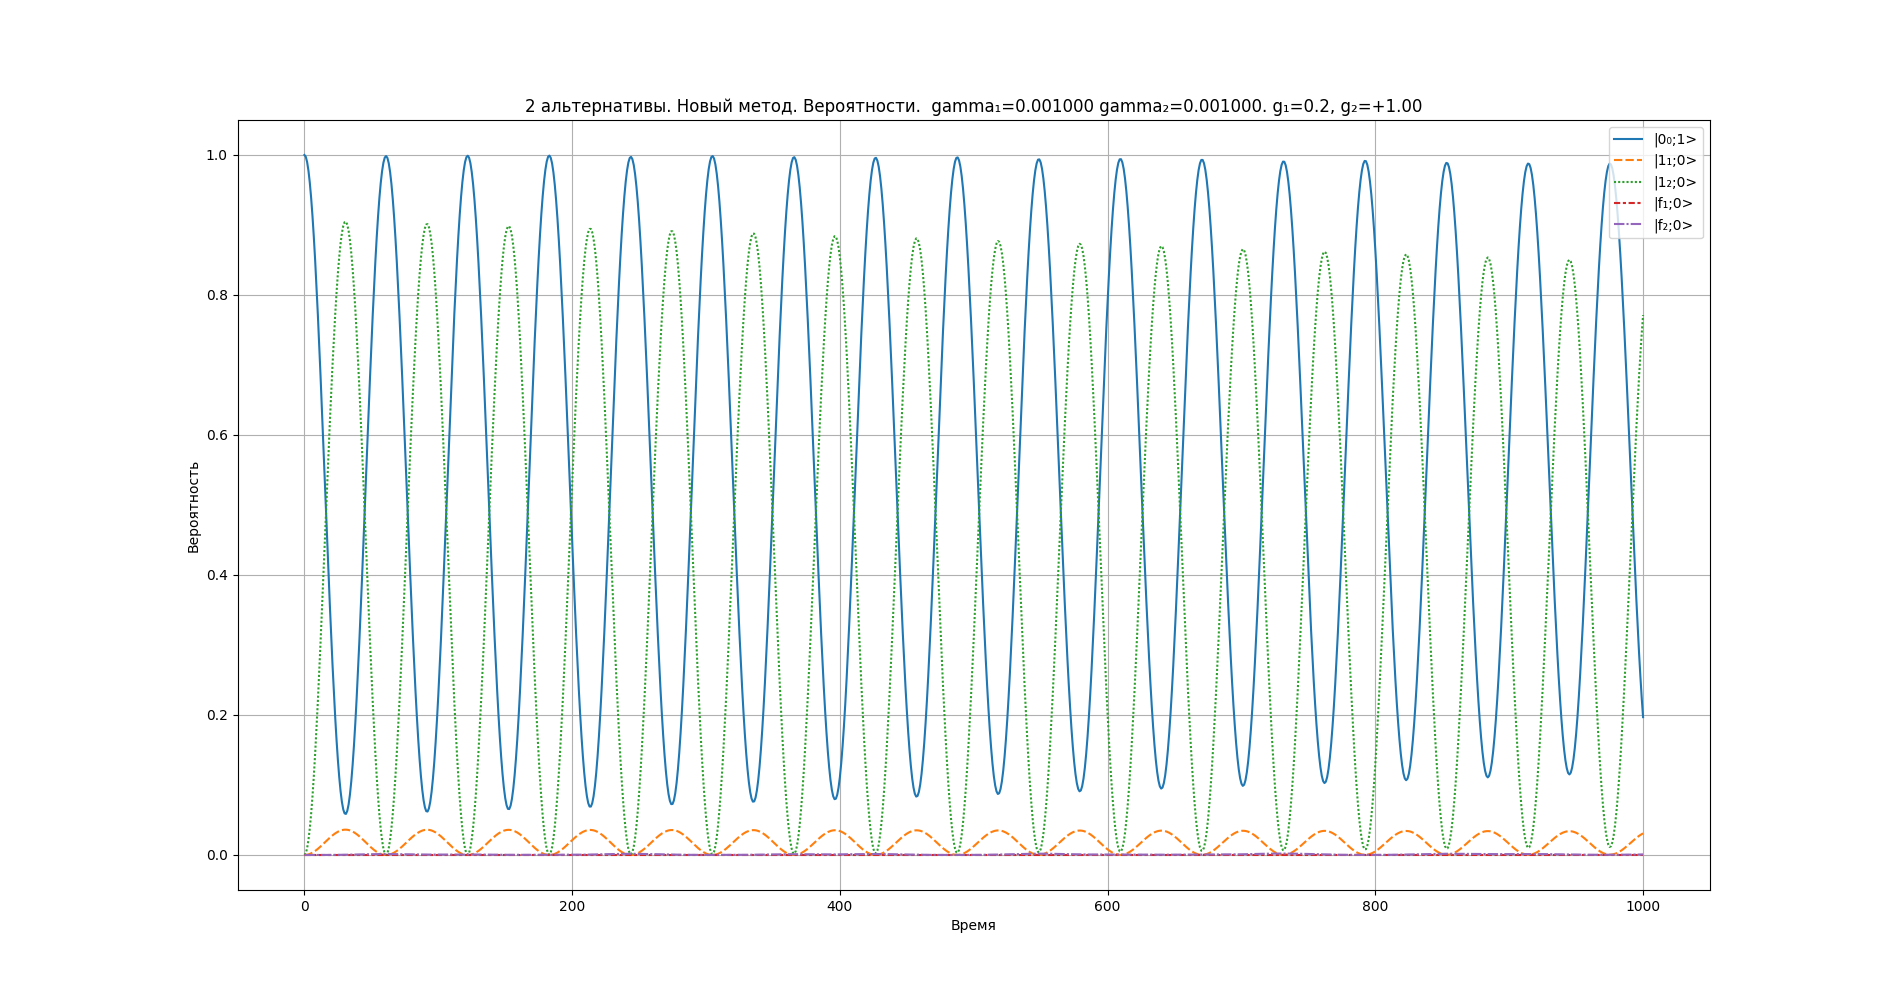 2 альтернативы. Новый метод. Вероятности.  gamma₁=0.001000 gamma₂=0.001000. g₁=0.2, g₂=+1.00
|0₀;1>
|1₁;0>
|1₂;0>
|f₁;0>
|f₂;0>
1.0
0.8
0.6
0.4
0.2
0.0
Вероятность
0 200 400 600 800 1000
Время